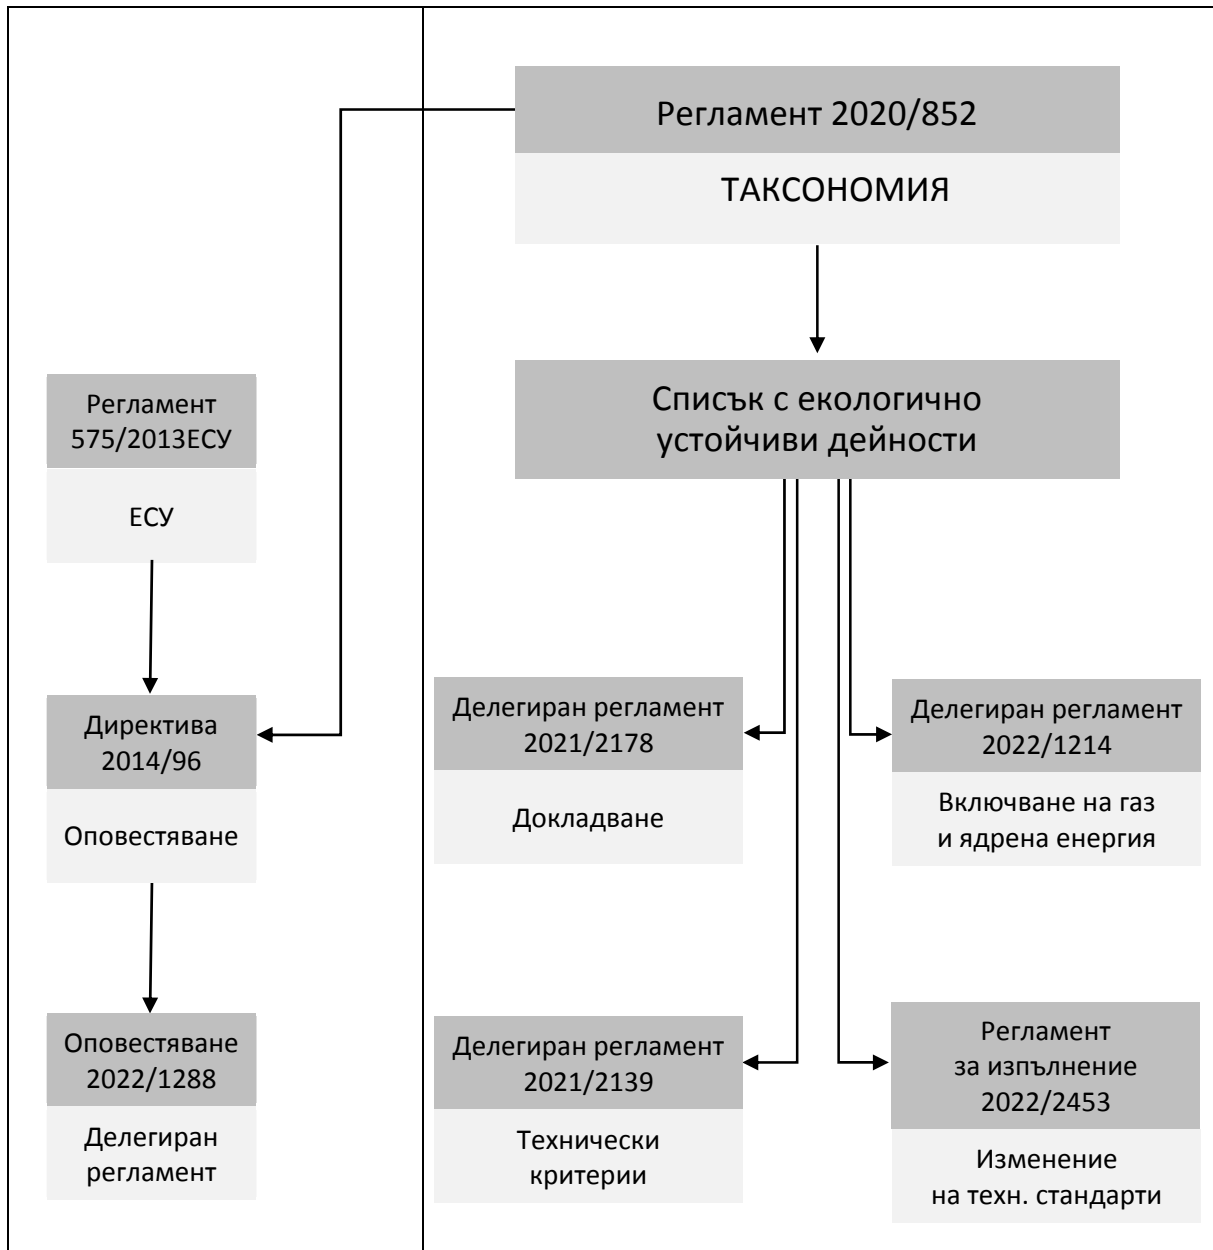 Регламент 2020/852
ТАКСОНОМИЯ
Списък с екологично
устойчиви дейности
Регламент
575/2013ЕСУ
ЕСУ
Директива
2014/96
Оповестяване
Оповестяване
2022/1288
Делегиран
регламент
Делегиран регламент
2021/2178
Докладване
Делегиран регламент
2022/1214
Включване на газ
и ядрена енергия
Делегиран регламент
2021/2139
Технически
критерии
Регламент
за изпълнение
2022/2453
Изменение
на техн. стандарти